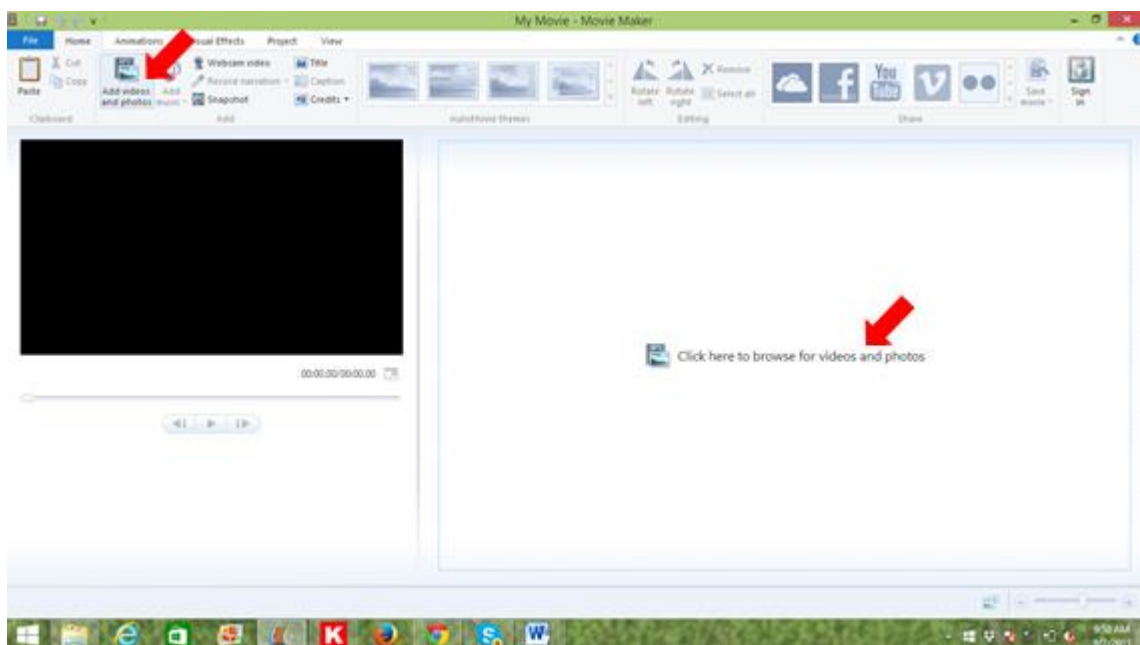 My Movie - Movie Maker
File Home Animations Visual Effects Project View
Paste
Cut
Copy
Clipboard
Add videos and photos
Add music
Webcam video
Record narration
Snapshot
Title
Caption
Credits
Add
AutoMovie themes
Rotate left
Rotate right
Remove
Select all
Editing
You Tube
Share
Save movie
Sign in
00:00.00/00:00.00
Click here to browse for videos and photos
9:50 AM